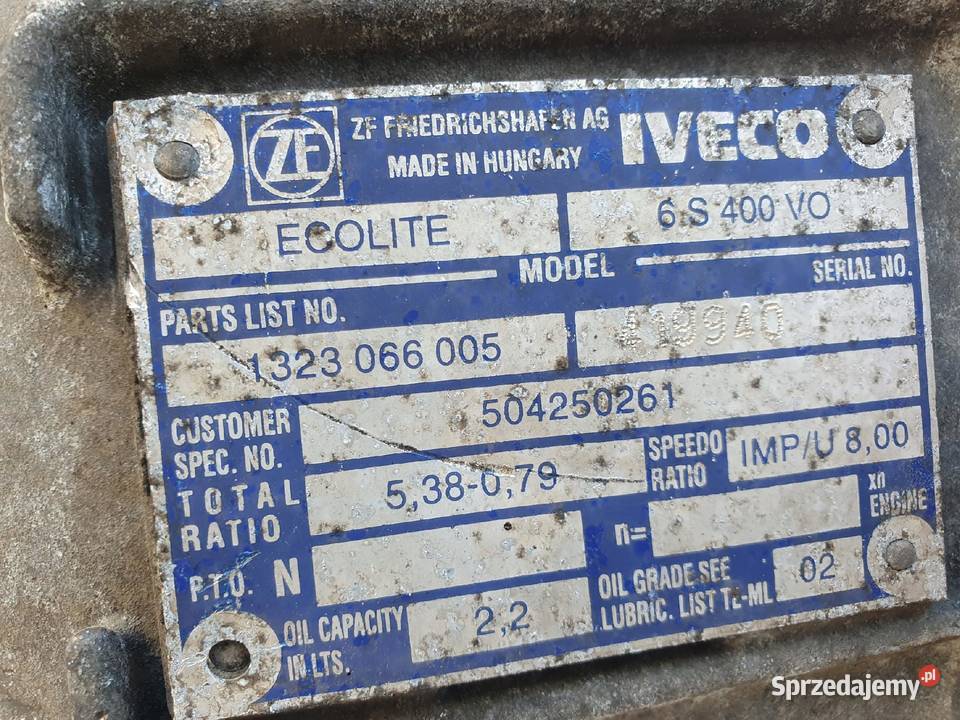 ZF
ZF FRIEDRICHSHAFEN AG
MADE IN HUNGARY
IVECO
ECOLITE
6 S 400 VO
MODEL
PARTS LIST NO.
SERIAL NO.
1323 066 005
419940
CUSTOMER
SPEC. NO.
504250261
TOTAL
RATIO
5,38-0,79
SPEEDO
RATIO
IMP/U 8,00
P.T.O. N
n=
xn
ENGINE
OIL CAPACITY
IN LTS.
2,2
OIL GRADE SEE
LUBRIC. LIST TE-ML
02
Sprzedajemy.pl